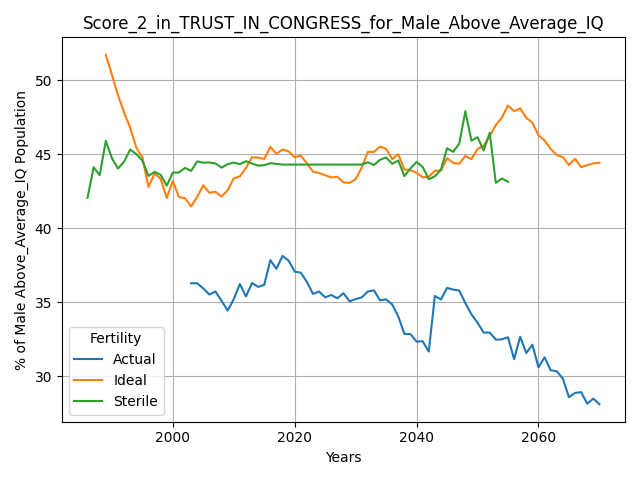 Score_2_in_TRUST_IN_CONGRESS_for_Male_Above_Average_IQ
% of Male Above_Average_IQ Population
50
45
40
35
30
Fertility
Actual
Ideal
Sterile
2000
2020
2040
2060
Years